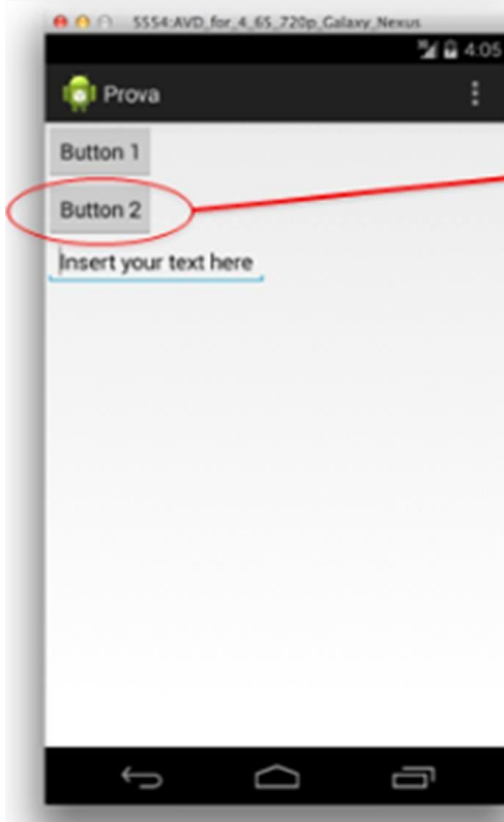 5554:AVD_for_4_65_720p_Galaxy_Nexus
4:05
Prova
Button 1
Button 2
Insert your text here